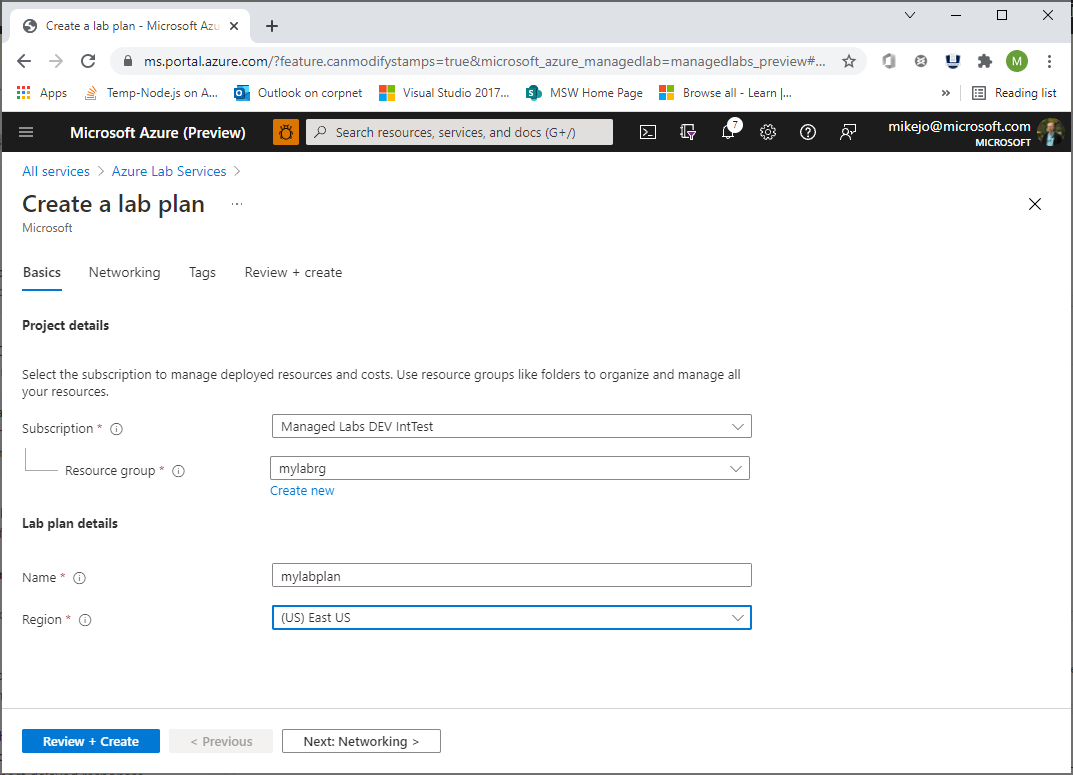 Create a lab plan - Microsoft Azu
ms.portal.azure.com/?feature.canmodifystamps=true&microsoft_azure_managedlab=managedlabs_preview#...
M
Apps
Temp-Node.js on A...
Outlook on corpnet
Visual Studio 2017...
MSW Home Page
Browse all - Learn |...
»
Reading list
Microsoft Azure (Preview)
Search resources, services, and docs (G+/)
7
mikejo@microsoft.com
MICROSOFT
All services > Azure Lab Services >
Create a lab plan ...
Microsoft
Basics
Networking
Tags
Review + create
Project details
Select the subscription to manage deployed resources and costs. Use resource groups like folders to organize and manage all
your resources.
Subscription *
Managed Labs DEV IntTest
Resource group *
mylabrg
Create new
Lab plan details
Name *
mylabplan
Region *
(US) East US
Review + Create
< Previous
Next: Networking >